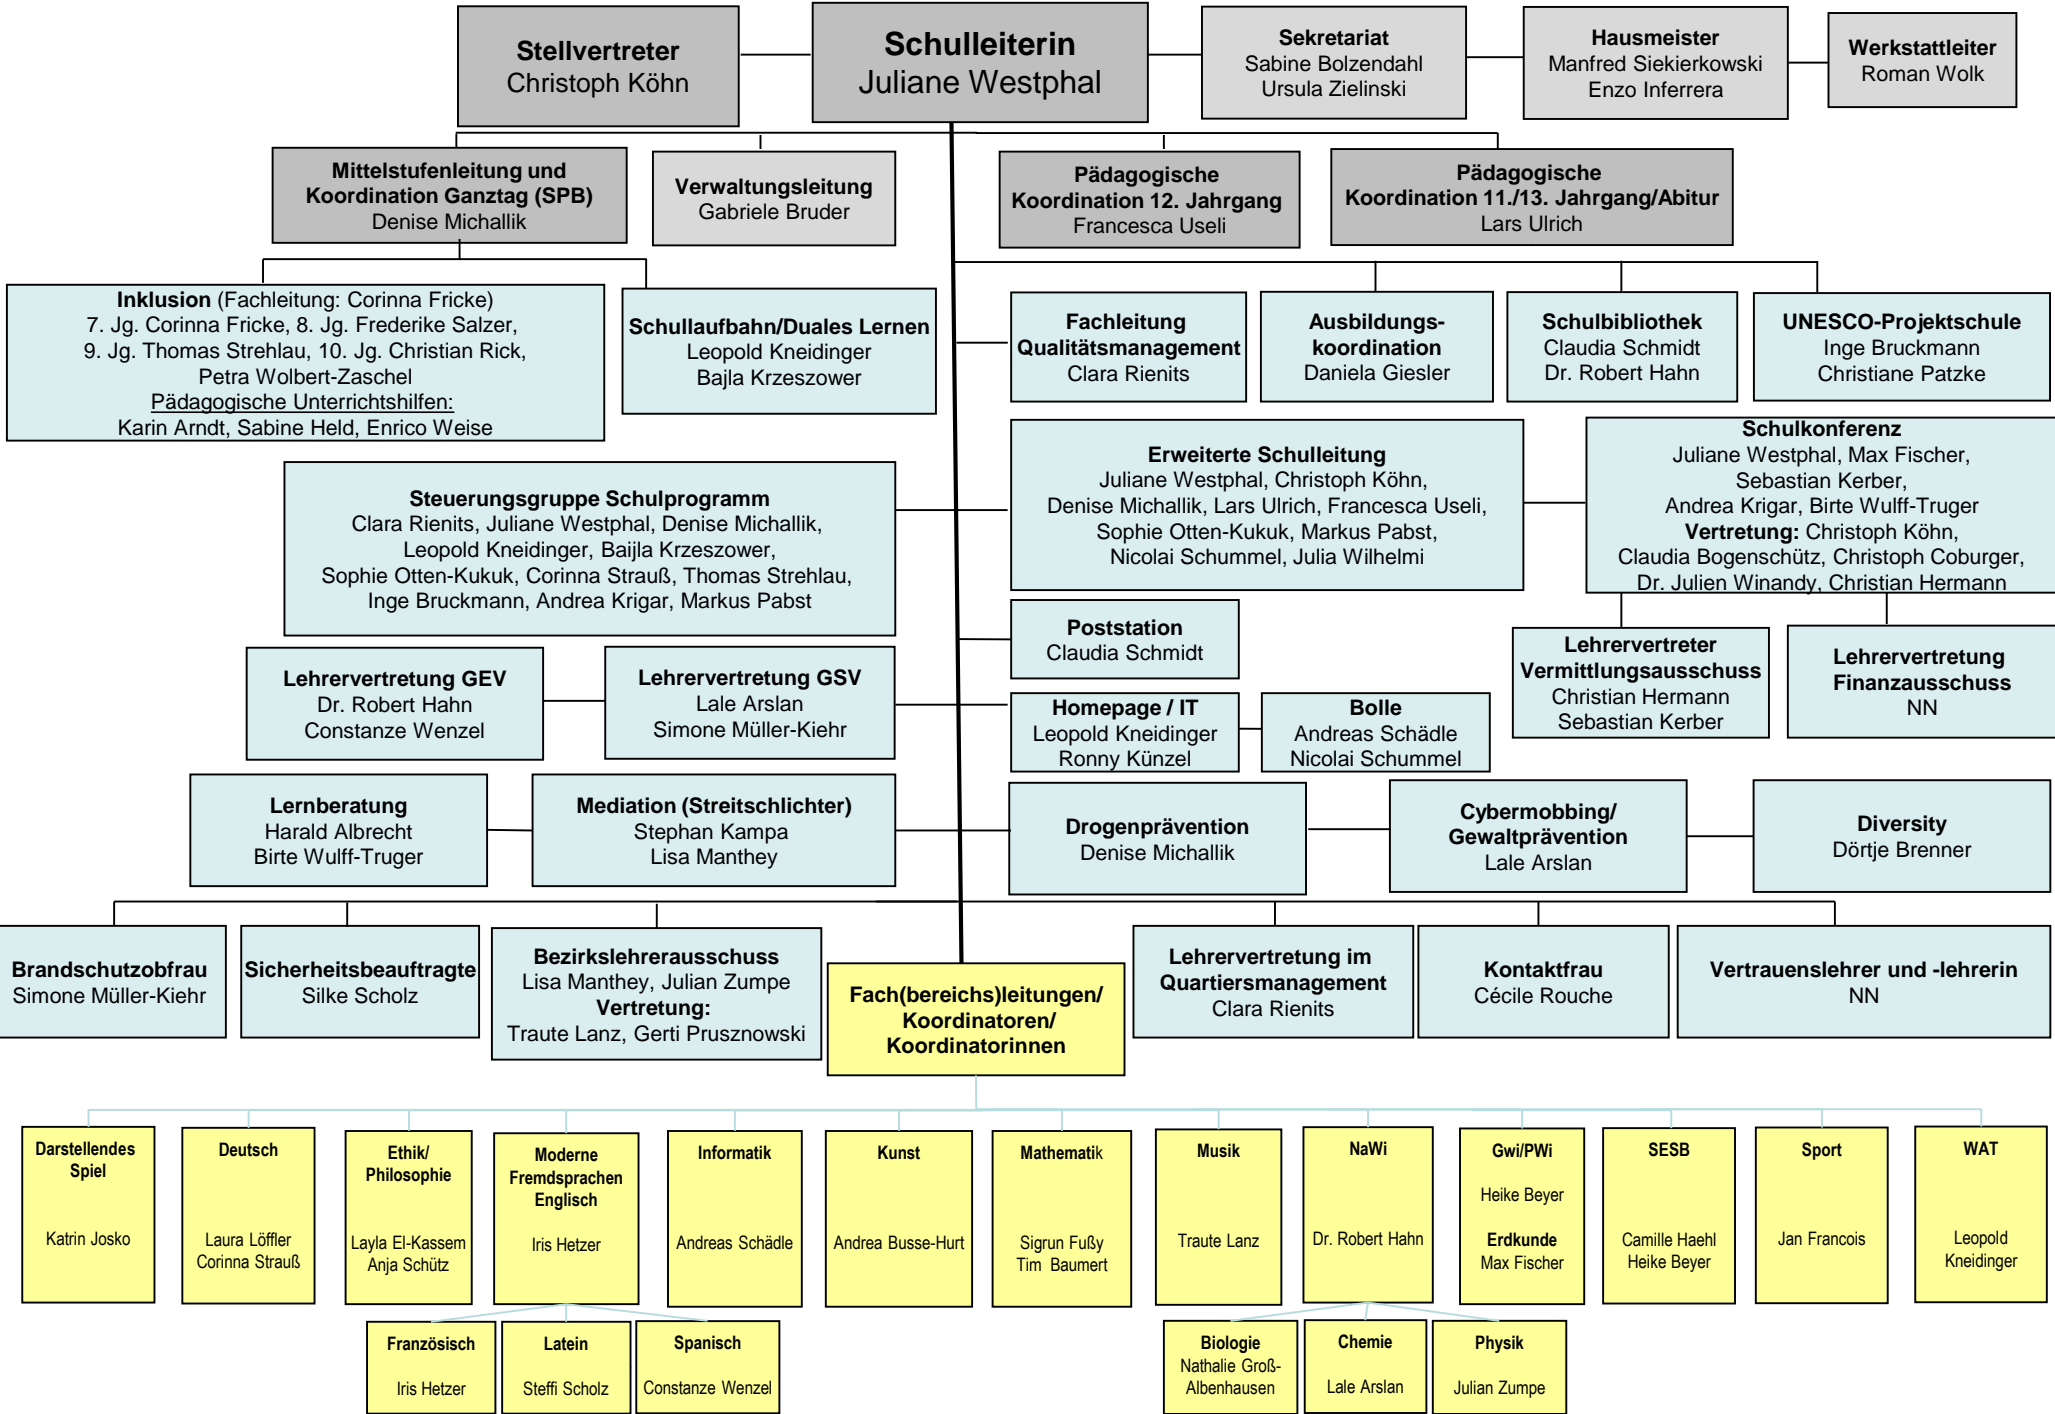 Stellvertreter
Christoph Köhn
Schulleiterin
Juliane Westphal
Sekretariat
Sabine Bolzendahl
Ursula Zielinski
Hausmeister
Manfred Siekierkowski
Enzo Inferrera
Werkstattleiter
Roman Wolk
Mittelstufenleitung und
Koordination Ganztag (SPB)
Denise Michallik
Verwaltungsleitung
Gabriele Bruder
Pädagogische
Koordination 12. Jahrgang
Francesca Useli
Pädagogische
Koordination 11./13. Jahrgang/Abitur
Lars Ulrich
Inklusion (Fachleitung: Corinna Fricke)
7. Jg. Corinna Fricke, 8. Jg. Frederike Salzer,
9. Jg. Thomas Strehlau, 10. Jg. Christian Rick,
Petra Wolbert-Zaschel
Pädagogische Unterrichtshilfen:
Karin Arndt, Sabine Held, Enrico Weise
Schullaufbahn/Duales Lernen
Leopold Kneidinger
Bajla Krzeszower
Fachleitung
Qualitätsmanagement
Clara Rienits
Ausbildungs-
koordination
Daniela Giesler
Schulbibliothek
Claudia Schmidt
Dr. Robert Hahn
UNESCO-Projektschule
Inge Bruckmann
Christiane Patzke
Steuerungsgruppe Schulprogramm
Clara Rienits, Juliane Westphal, Denise Michallik,
Leopold Kneidinger, Baijla Krzeszower,
Sophie Otten-Kukuk, Corinna Strauß, Thomas Strehlau,
Inge Bruckmann, Andrea Krigar, Markus Pabst
Erweiterte Schulleitung
Juliane Westphal, Christoph Köhn,
Denise Michallik, Lars Ulrich, Francesca Useli,
Sophie Otten-Kukuk, Markus Pabst,
Nicolai Schummel, Julia Wilhelmi
Schulkonferenz
Juliane Westphal, Max Fischer,
Sebastian Kerber,
Andrea Krigar, Birte Wulff-Truger
Vertretung: Christoph Köhn,
Claudia Bogenschütz, Christoph Coburger,
Dr. Julien Winandy, Christian Hermann
Poststation
Claudia Schmidt
Lehrervertreter
Vermittlungsausschuss
Christian Hermann
Sebastian Kerber
Lehrervertretung
Finanzausschuss
NN
Lehrervertretung GEV
Dr. Robert Hahn
Constanze Wenzel
Lehrervertretung GSV
Lale Arslan
Simone Müller-Kiehr
Homepage / IT
Leopold Kneidinger
Ronny Künzel
Bolle
Andreas Schädle
Nicolai Schummel
Lernberatung
Harald Albrecht
Birte Wulff-Truger
Mediation (Streitschlichter)
Stephan Kampa
Lisa Manthey
Drogenprävention
Denise Michallik
Cybermobbing/
Gewaltprävention
Lale Arslan
Diversity
Dörtje Brenner
Brandschutzobfrau
Simone Müller-Kiehr
Sicherheitsbeauftragte
Silke Scholz
Bezirkslehrerausschuss
Lisa Manthey, Julian Zumpe
Vertretung:
Traute Lanz, Gerti Prusznowski
Fach(bereichs)leitungen/
Koordinatoren/
Koordinatorinnen
Lehrervertretung im
Quartiersmanagement
Clara Rienits
Kontaktfrau
Cécile Rouche
Vertrauenslehrer und -lehrerin
NN
Darstellendes
Spiel
Katrin Josko
Deutsch
Laura Löffler
Corinna Strauß
Ethik/
Philosophie
Layla El-Kassem
Anja Schütz
Moderne
Fremdsprachen
Englisch
Iris Hetzer
Informatik
Andreas Schädle
Kunst
Andrea Busse-Hurt
Mathematik
Sigrun Fußy
Tim Baumert
Musik
Traute Lanz
NaWi
Dr. Robert Hahn
Gwi/PWi
Heike Beyer
Erdkunde
Max Fischer
SESB
Camille Haehl
Heike Beyer
Sport
Jan Francois
WAT
Leopold
Kneidinger
Französisch
Iris Hetzer
Latein
Steffi Scholz
Spanisch
Constanze Wenzel
Biologie
Nathalie Groß-
Albenhausen
Chemie
Lale Arslan
Physik
Julian Zumpe